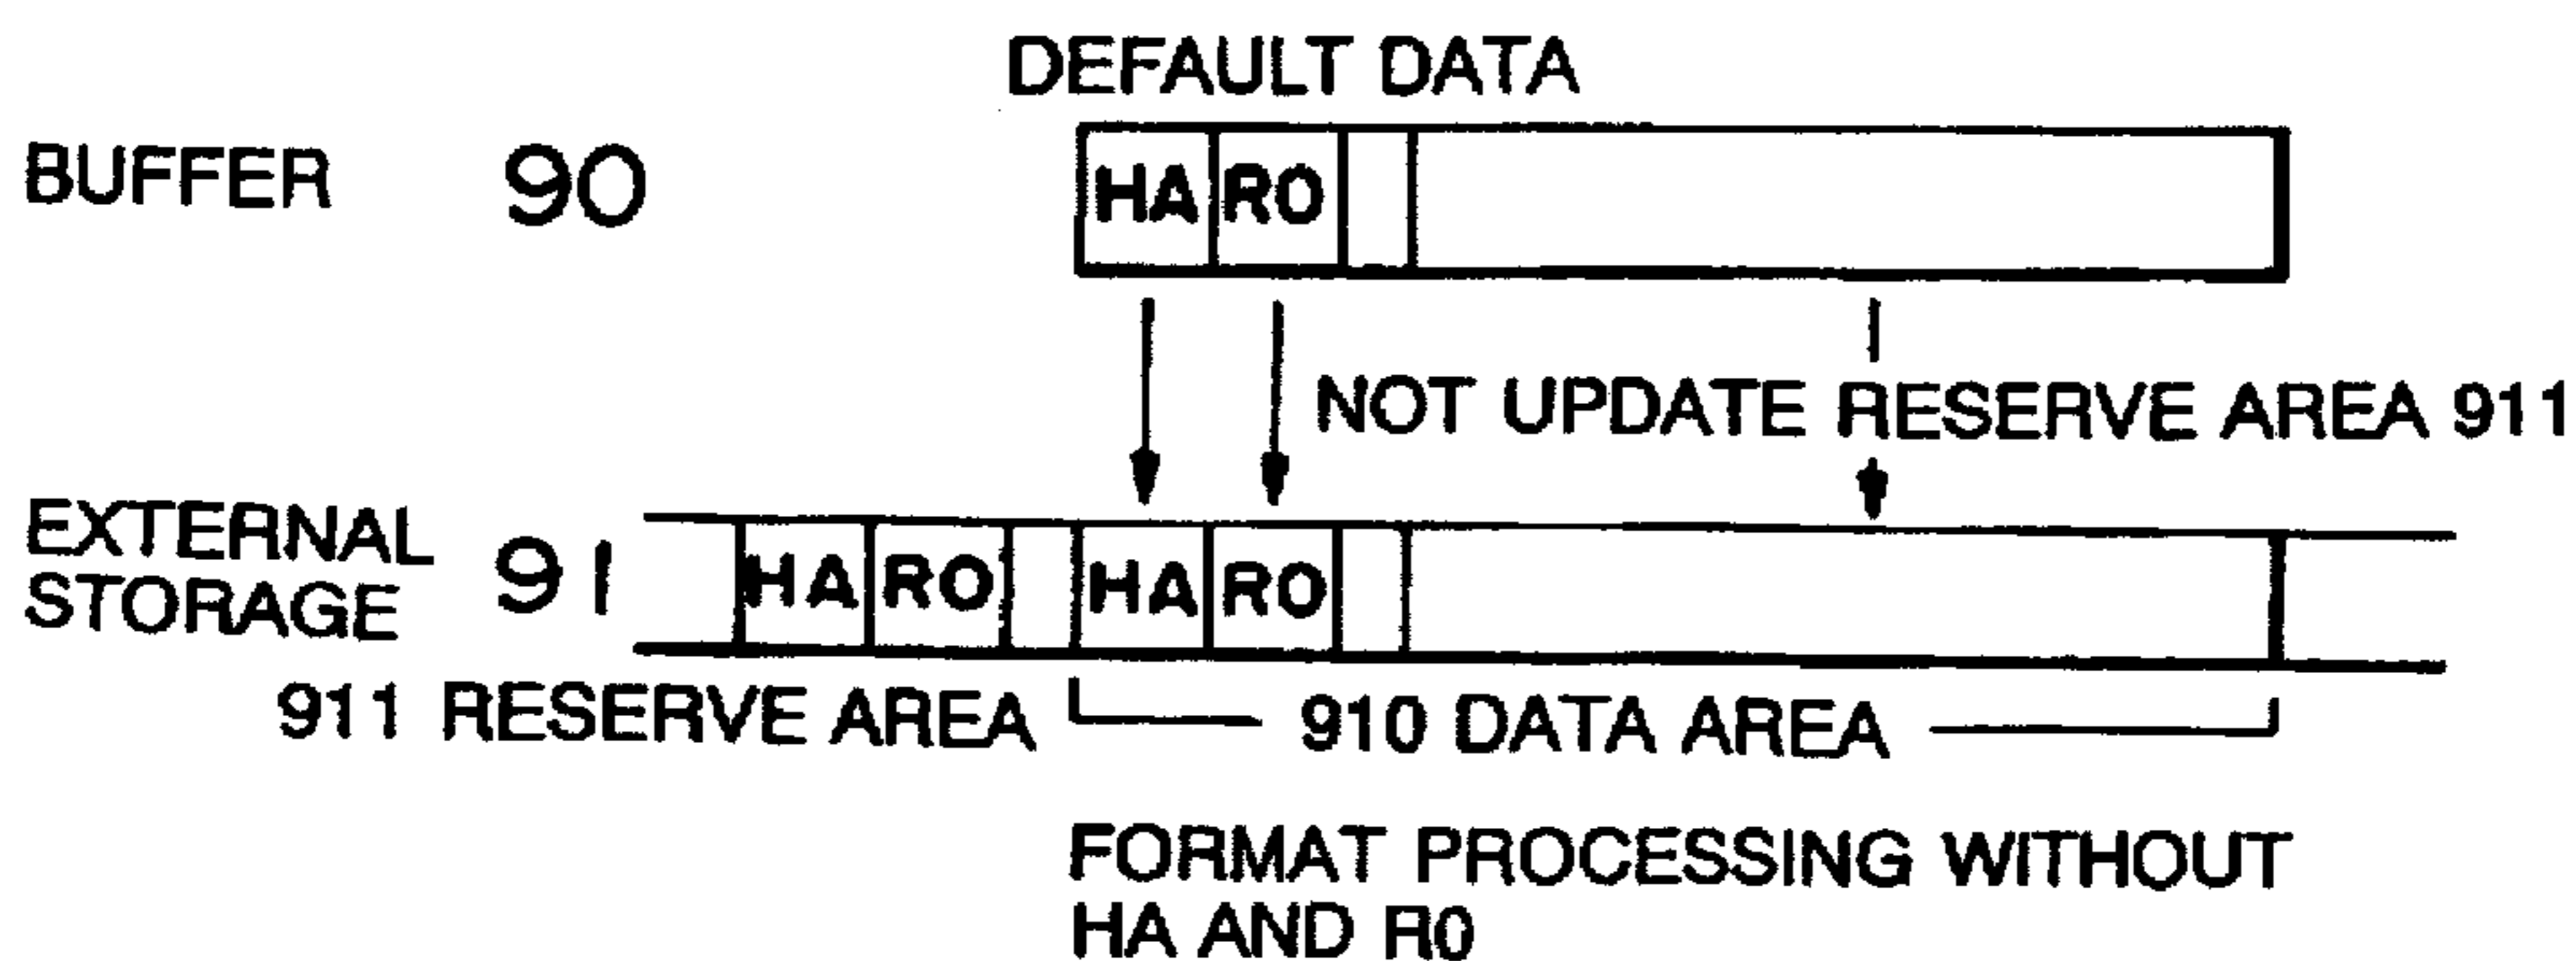 DEFAULT DATA
BUFFER 90 HA R0
NOT UPDATE RESERVE AREA 911
EXTERNAL STORAGE 91 HA R0 HA R0
911 RESERVE AREA 910 DATA AREA
FORMAT PROCESSING WITHOUT
HA AND R0